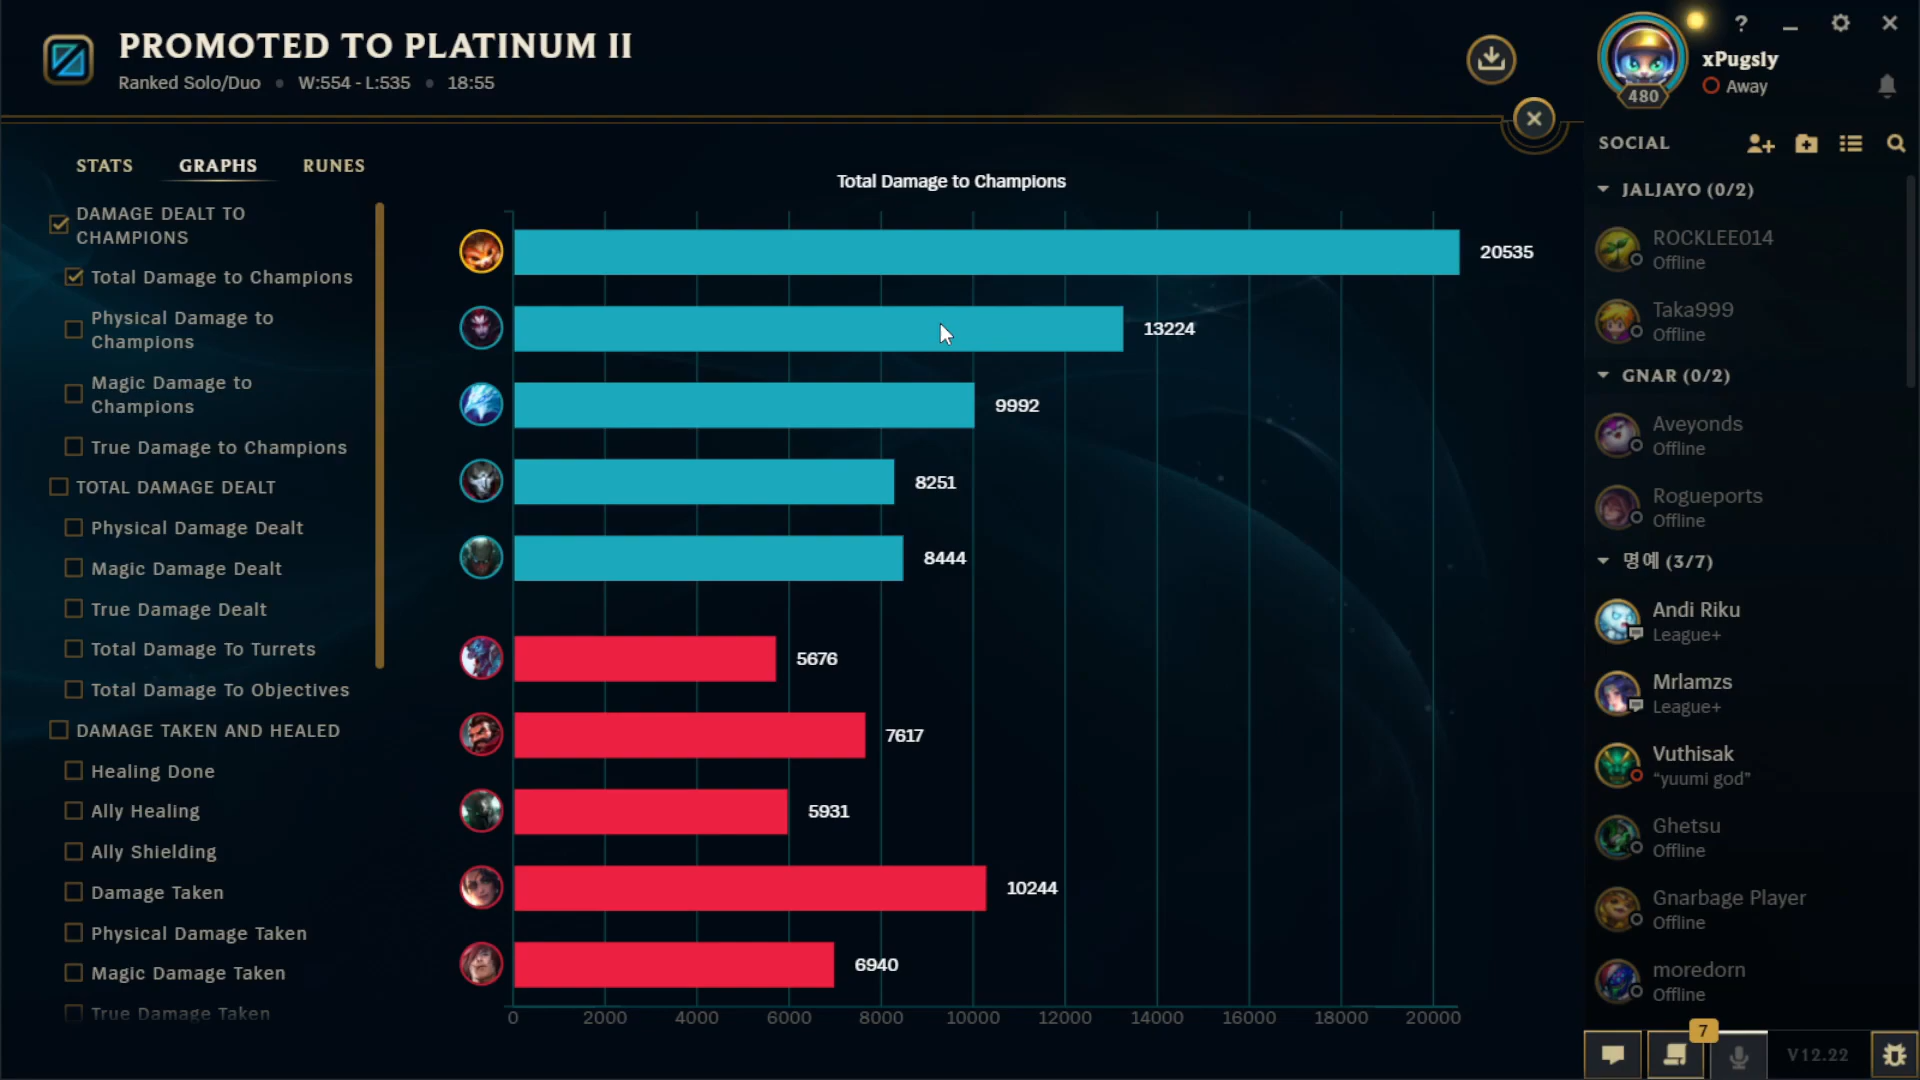 PROMOTED TO PLATINUM II
Ranked Solo/Duo • W:554 - L:535 • 18:55
STATS GRAPHS RUNES
DAMAGE DEALT TO
CHAMPIONS
Total Damage to Champions
Physical Damage to
Champions
Magic Damage to
Champions
True Damage to Champions
TOTAL DAMAGE DEALT
Physical Damage Dealt
Magic Damage Dealt
True Damage Dealt
Total Damage To Turrets
Total Damage To Objectives
DAMAGE TAKEN AND HEALED
Healing Done
Ally Healing
Ally Shielding
Damage Taken
Physical Damage Taken
Magic Damage Taken
True Damage Taken
Total Damage to Champions
20535
13224
9992
8251
8444
5676
7617
5931
10244
6940
0 2000 4000 6000 8000 10000 12000 14000 16000 18000 20000
?
480
xPugsly
Away
SOCIAL
JALJAYO (0/2)
ROCKLEE014
Offline
Taka999
Offline
GNAR (0/2)
Aveyonds
Offline
Rogueports
Offline
명예 (3/7)
Andi Riku
League+
Mrlamzs
League+
Vuthisak
“yuumi god”
Ghetsu
Offline
Gnarbage Player
Offline
moredorn
Offline
7
V12.22